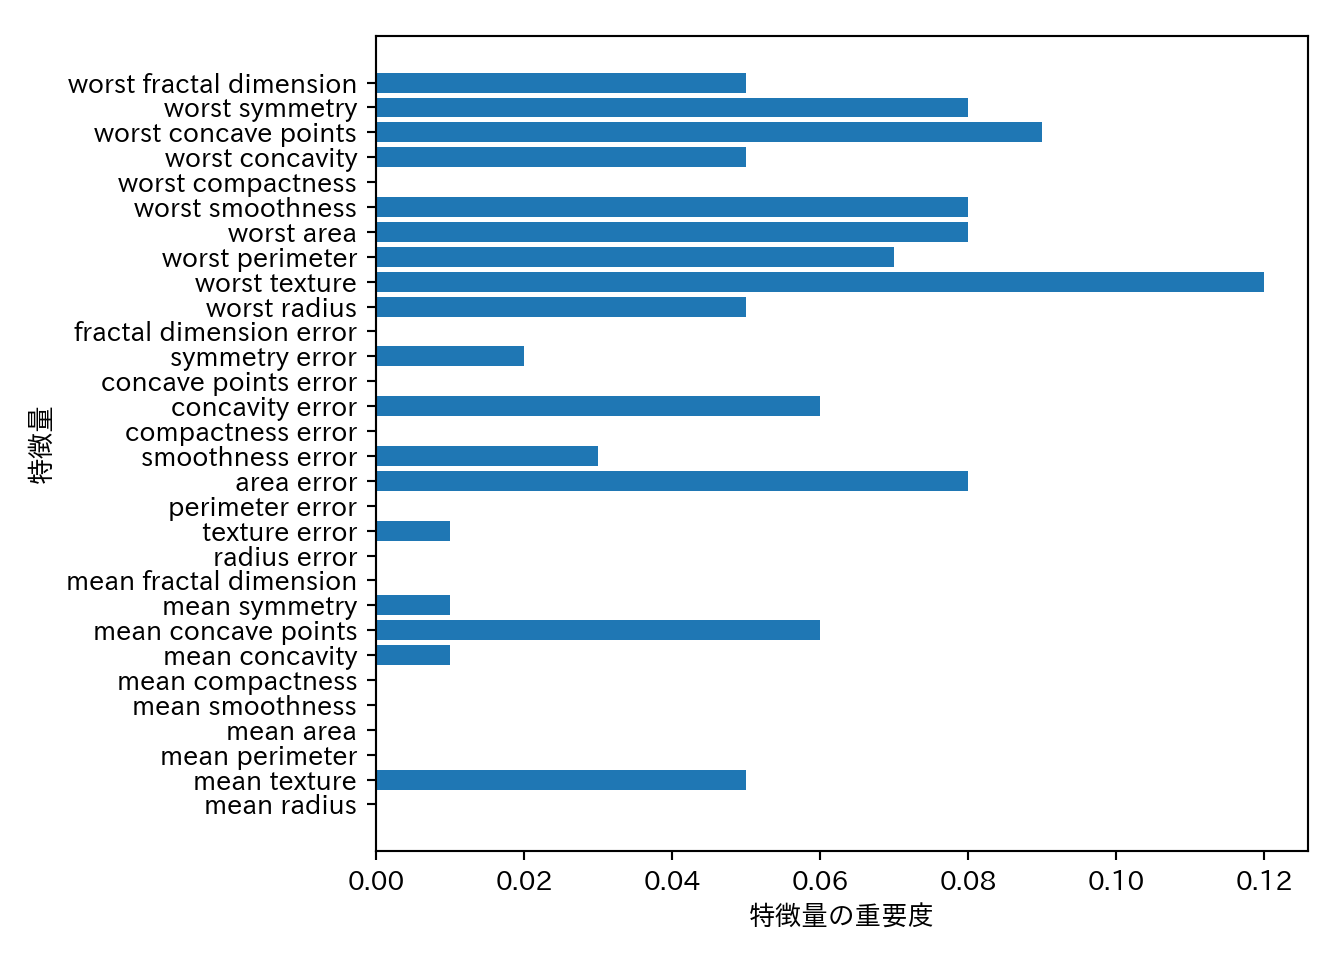 worst fractal dimension
worst symmetry
worst concave points
worst concavity
worst compactness
worst smoothness
worst area
worst perimeter
worst texture
worst radius
fractal dimension error
symmetry error
concave points error
concavity error
compactness error
smoothness error
area error
perimeter error
texture error
radius error
mean fractal dimension
mean symmetry
mean concave points
mean concavity
mean compactness
mean smoothness
mean area
mean perimeter
mean texture
mean radius
特徴量
0.00 0.02 0.04 0.06 0.08 0.10 0.12
特徴量の重要度